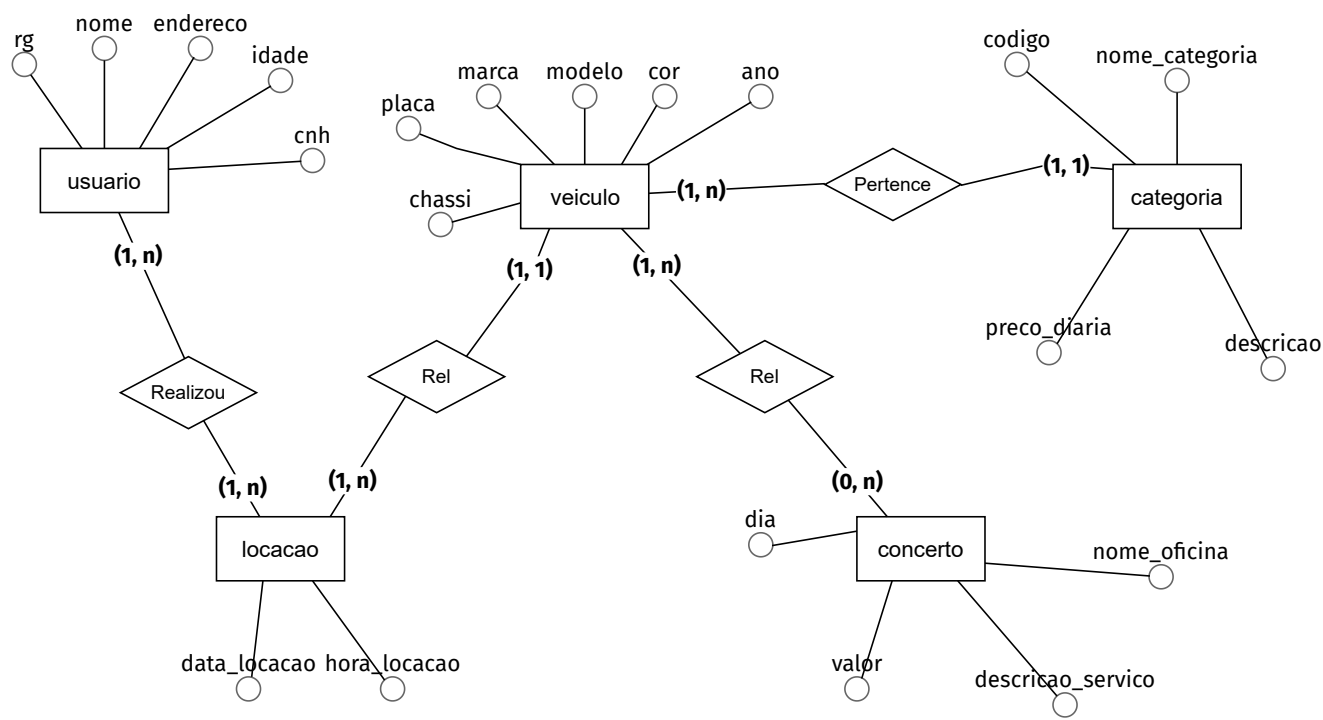 nome
endereco
rg
idade
cnh
usuario
(1, n)
Realizou
(1, n)
locacao
data_locacao
hora_locacao
marca
modelo
cor
ano
placa
chassi
veiculo
(1, 1)
Rel
(1, n)
(1, n)
Rel
(0, n)
(1, n)
Pertence
(1, 1)
codigo
nome_categoria
categoria
preco_diaria
descricao
dia
concerto
nome_oficina
valor
descricao_servico